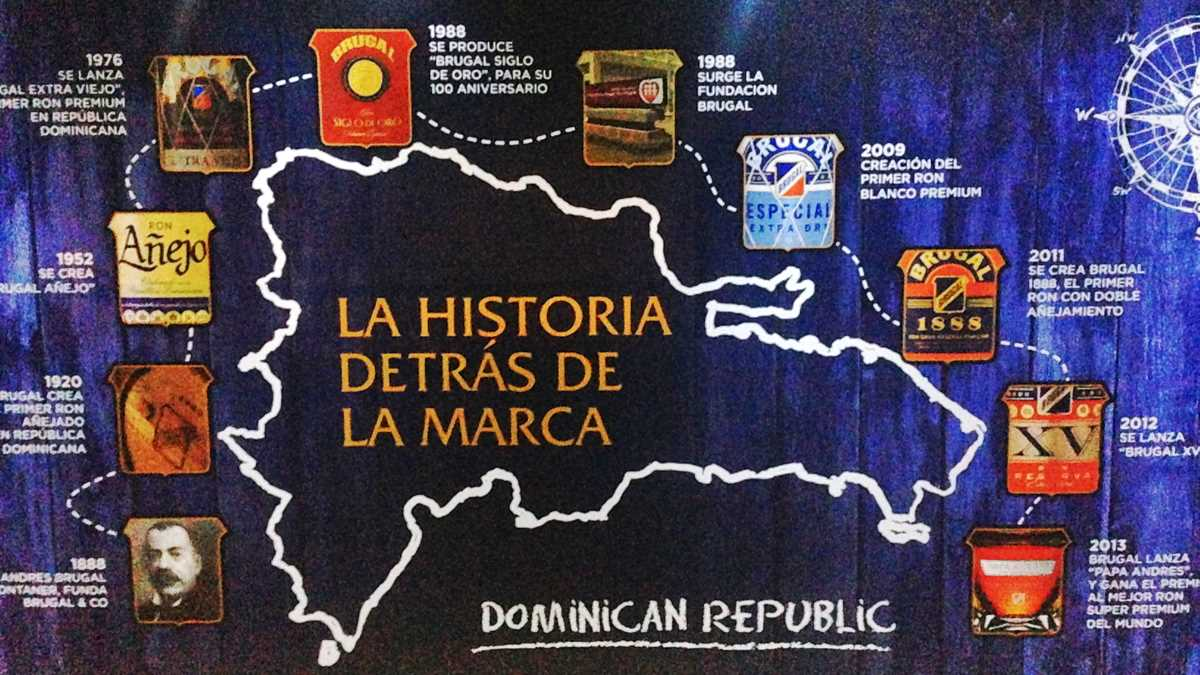 1976
SE LANZA
GAL EXTRA VIEJO",
MER RON PREMIUM
EN REPÚBLICA
DOMINICANA
BRUGAL
SIGLO DE ORO
1988
SE PRODUCE
"BRUGAL SIGLO
DE ORO", PARA SU
100 ANIVERSARIO
1988
SURGE LA
FUNDACION
BRUGAL
BRUGAL
BRUGAL
ESPECIAL
EXTRA DRY
2009
CREACIÓN DEL
PRIMER RON
BLANCO PREMIUM
BRUGAL
1888
2011
SE CREA BRUGAL
1888, EL PRIMER
RON CON DOBLE
AÑEJAMIENTO
XV
RESERVA
2012
SE LANZA
"BRUGAL XV
2013
BRUGAL LANZA
"PAPA ANDRES",
Y GANA EL PREMI
AL MEJOR RON
SUPER PREMIUM
DEL MUNDO
RON
Añejo
1952
SE CREA
RUGAL AÑEJO"
1920
RUGAL CREA
PRIMER RON
AÑEJADO
EN REPÚBLICA
DOMINICANA
1888
ANDRES BRUGAL
ONTANER, FUNDA
BRUGAL & CO
LA HISTORIA
DETRÁS DE
LA MARCA
DOMINICAN REPUBLIC
N
NW
W
SW
S